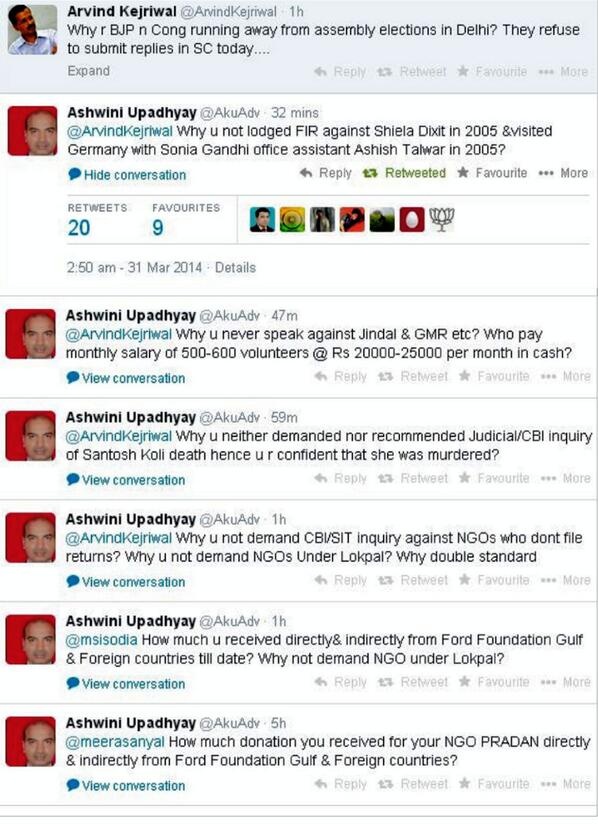 Arvind Kejriwal @ArvindKejriwal · 1h
Why r BJP n Cong running away from assembly elections in Delhi? They refuse
to submit replies in SC today....
Expand Reply Retweet Favourite More
Ashwini Upadhyay @AkuAdv · 32 mins
@ArvindKejriwal Why u not lodged FIR against Shiela Dixit in 2005 &visited
Germany with Sonia Gandhi office assistant Ashish Talwar in 2005?
Hide conversation Reply Retweeted Favourite More
RETWEETS FAVOURITES
20 9
2:50 am - 31 Mar 2014 · Details
Ashwini Upadhyay @AkuAdv · 47m
@ArvindKejriwal Why u never speak against Jindal & GMR etc? Who pay
monthly salary of 500-600 volunteers @ Rs 20000-25000 per month in cash?
View conversation Reply Retweet Favourite More
Ashwini Upadhyay @AkuAdv · 59m
@ArvindKejriwal Why u neither demanded nor recommended Judicial/CBI inquiry
of Santosh Koli death hence u r confident that she was murdered?
View conversation Reply Retweet Favourite More
Ashwini Upadhyay @AkuAdv · 1h
@ArvindKejriwal Why u not demand CBI/SIT inquiry against NGOs who dont file
returns? Why u not demand NGOs Under Lokpal? Why double standard
View conversation Reply Retweet Favourite More
Ashwini Upadhyay @AkuAdv · 1h
@msisodia How much u received directly& indirectly from Ford Foundation Gulf
& Foreign countries till date? Why not demand NGO under Lokpal?
View conversation Reply Retweet Favourite More
Ashwini Upadhyay @AkuAdv · 5h
@meerasanyal How much donation you received for your NGO PRADAN directly
& indirectly from Ford Foundation Gulf & Foreign countries?
View conversation Reply Retweet Favourite More